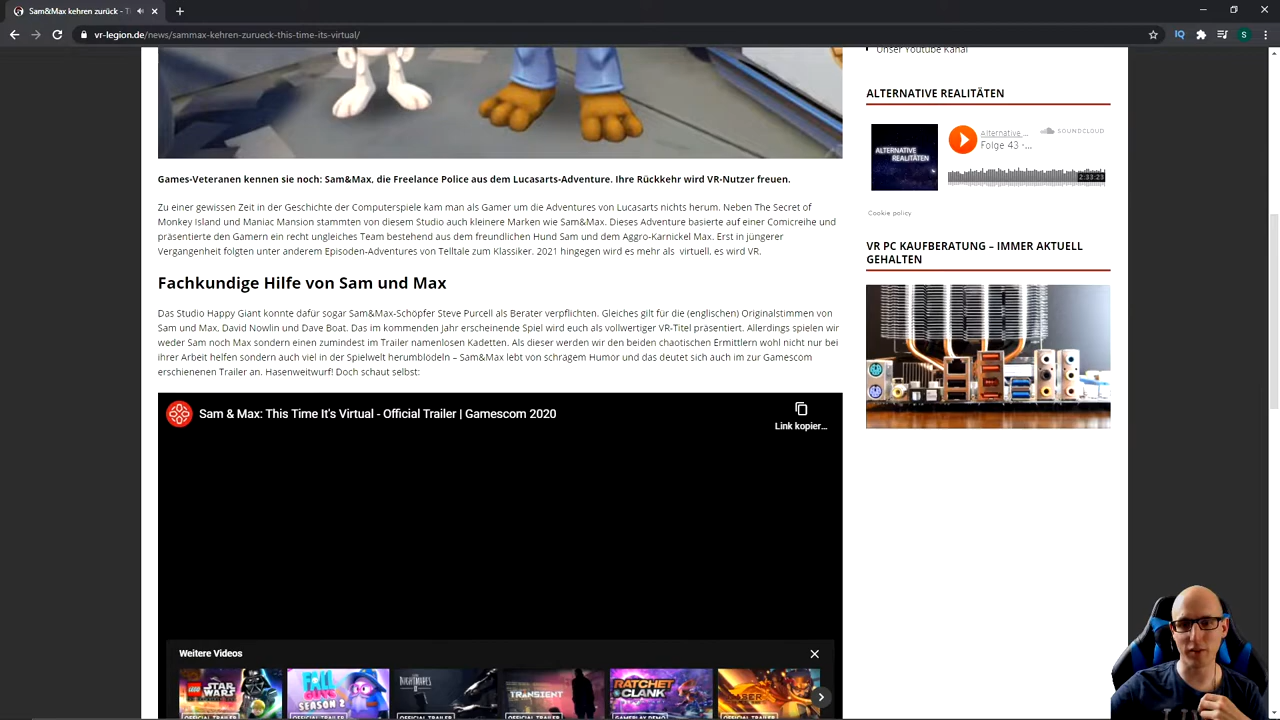 Sam&Max kehren zurück - T
vr-legion.de/news/sammax-kehren-zurueck-this-time-its-virtual/
Unser Youtube Kanal
ALTERNATIVE REALITÄTEN
ALTERNATIVE
REALITÄTEN
Alternative ...
Folge 43 -...
SOUNDCLOUD
2:33:23
Cookie policy
VR PC KAUFBERATUNG – IMMER AKTUELL
GEHALTEN
Games-Veteranen kennen sie noch: Sam&Max, die Freelance Police aus dem Lucasarts-Adventure. Ihre Rückkehr wird VR-Nutzer freuen.
Zu einer gewissen Zeit in der Geschichte der Computerspiele kam man als Gamer um die Adventures von Lucasarts nichts herum. Neben The Secret of
Monkey Island und Maniac Mansion stammten von diesem Studio auch kleinere Marken wie Sam&Max. Dieses Adventure basierte auf einer Comicreihe und
präsentierte den Gamern ein recht ungleiches Team bestehend aus dem freundlichen Hund Sam und dem Aggro-Karnickel Max. Erst in jüngerer
Vergangenheit folgten unter anderem Episoden-Adventures von Telltale zum Klassiker. 2021 hingegen wird es mehr als virtuell, es wird VR.
Fachkundige Hilfe von Sam und Max
Das Studio Happy Giant konnte dafür sogar Sam&Max-Schöpfer Steve Purcell als Berater verpflichten. Gleiches gilt für die (englischen) Originalstimmen von
Sam und Max, David Nowlin und Dave Boat. Das im kommenden Jahr erscheinende Spiel wird euch als vollwertiger VR-Titel präsentiert. Allerdings spielen wir
weder Sam noch Max sondern einen zumindest im Trailer namenlosen Kadetten. Als dieser werden wir den beiden chaotischen Ermittlern wohl nicht nur bei
ihrer Arbeit helfen sondern auch viel in der Spielwelt herumblödeln – Sam&Max lebt von schrägem Humor und das deutet sich auch im zur Gamescom
erschienenen Trailer an. Hasenweitwurf! Doch schaut selbst:
Sam & Max: This Time It's Virtual - Official Trailer | Gamescom 2020
Link kopier...
Weitere Videos
LEGO STAR WARS
OFFICIAL TRAILER
FALL GUYS SEASON 2
OFFICIAL TRAILER
NIGHTMARES II
TRANSIENT
OFFICIAL TRAILER
RATCHET CLANK
GAMEPLAY DEMO
OFFICIAL TRAILER